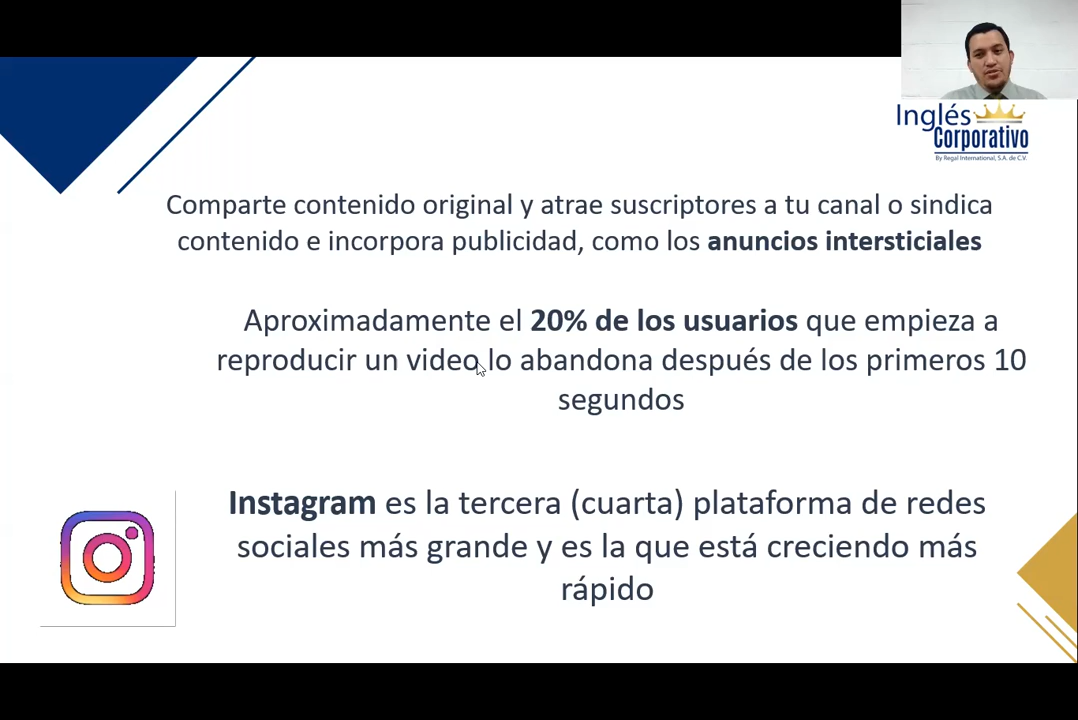 Inglés
Corporativo
By Regal International, S.A. de C.V.
Comparte contenido original y atrae suscriptores a tu canal o sindica
contenido e incorpora publicidad, como los anuncios intersticiales
Aproximadamente el 20% de los usuarios que empieza a
reproducir un video lo abandona después de los primeros 10
segundos
Instagram es la tercera (cuarta) plataforma de redes
sociales más grande y es la que está creciendo más
rápido